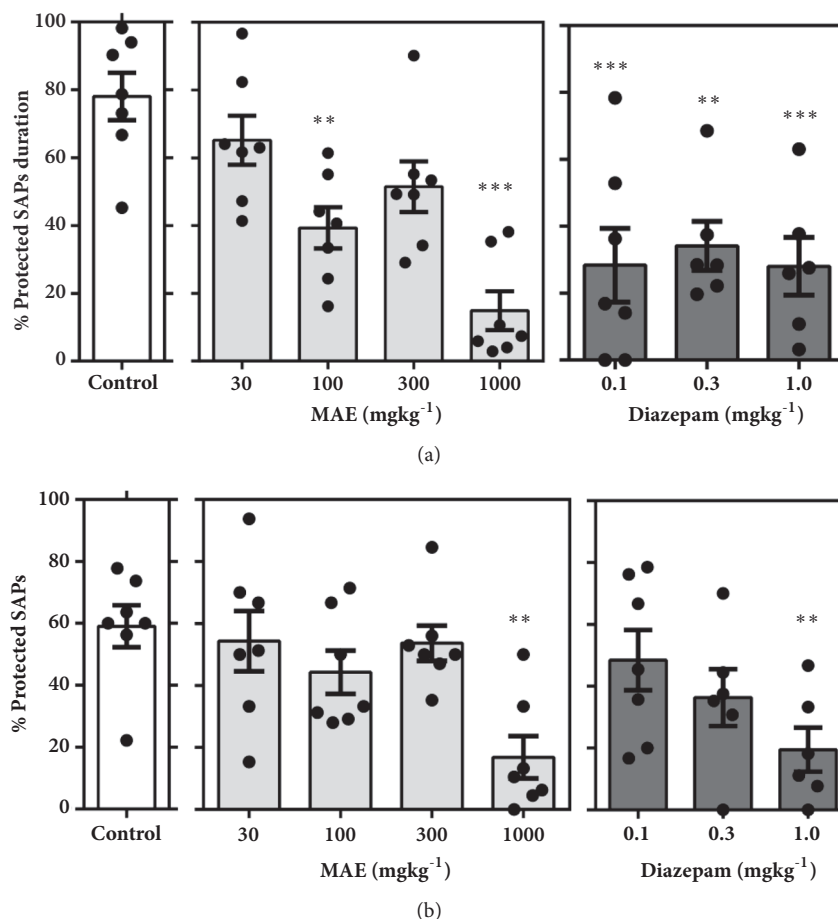 % Protected SAPs duration
100
80
60
40
20
0
**
***
***
**
***
Control
30 100 300 1000
0.1 0.3 1.0
MAE (mgkg⁻¹)
Diazepam (mgkg⁻¹)
(a)
% Protected SAPs
100
80
60
40
20
0
**
**
Control
30 100 300 1000
0.1 0.3 1.0
MAE (mgkg⁻¹)
Diazepam (mgkg⁻¹)
(b)